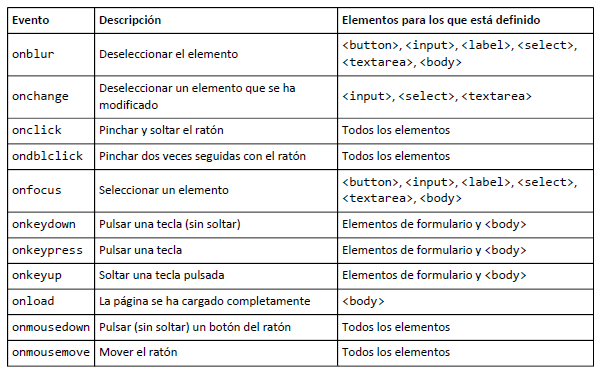 Evento Descripción Elementos para los que está definido
onblur Deseleccionar el elemento <button>, <input>, <label>, <select>,
<textarea>, <body>
onchange Deseleccionar un elemento que se ha
modificado <input>, <select>, <textarea>
onclick Pinchar y soltar el ratón Todos los elementos
ondblclick Pinchar dos veces seguidas con el ratón Todos los elementos
onfocus Seleccionar un elemento <button>, <input>, <label>, <select>,
<textarea>, <body>
onkeydown Pulsar una tecla (sin soltar) Elementos de formulario y <body>
onkeypress Pulsar una tecla Elementos de formulario y <body>
onkeyup Soltar una tecla pulsada Elementos de formulario y <body>
onload La página se ha cargado completamente <body>
onmousedown Pulsar (sin soltar) un botón del ratón Todos los elementos
onmousemove Mover el ratón Todos los elementos